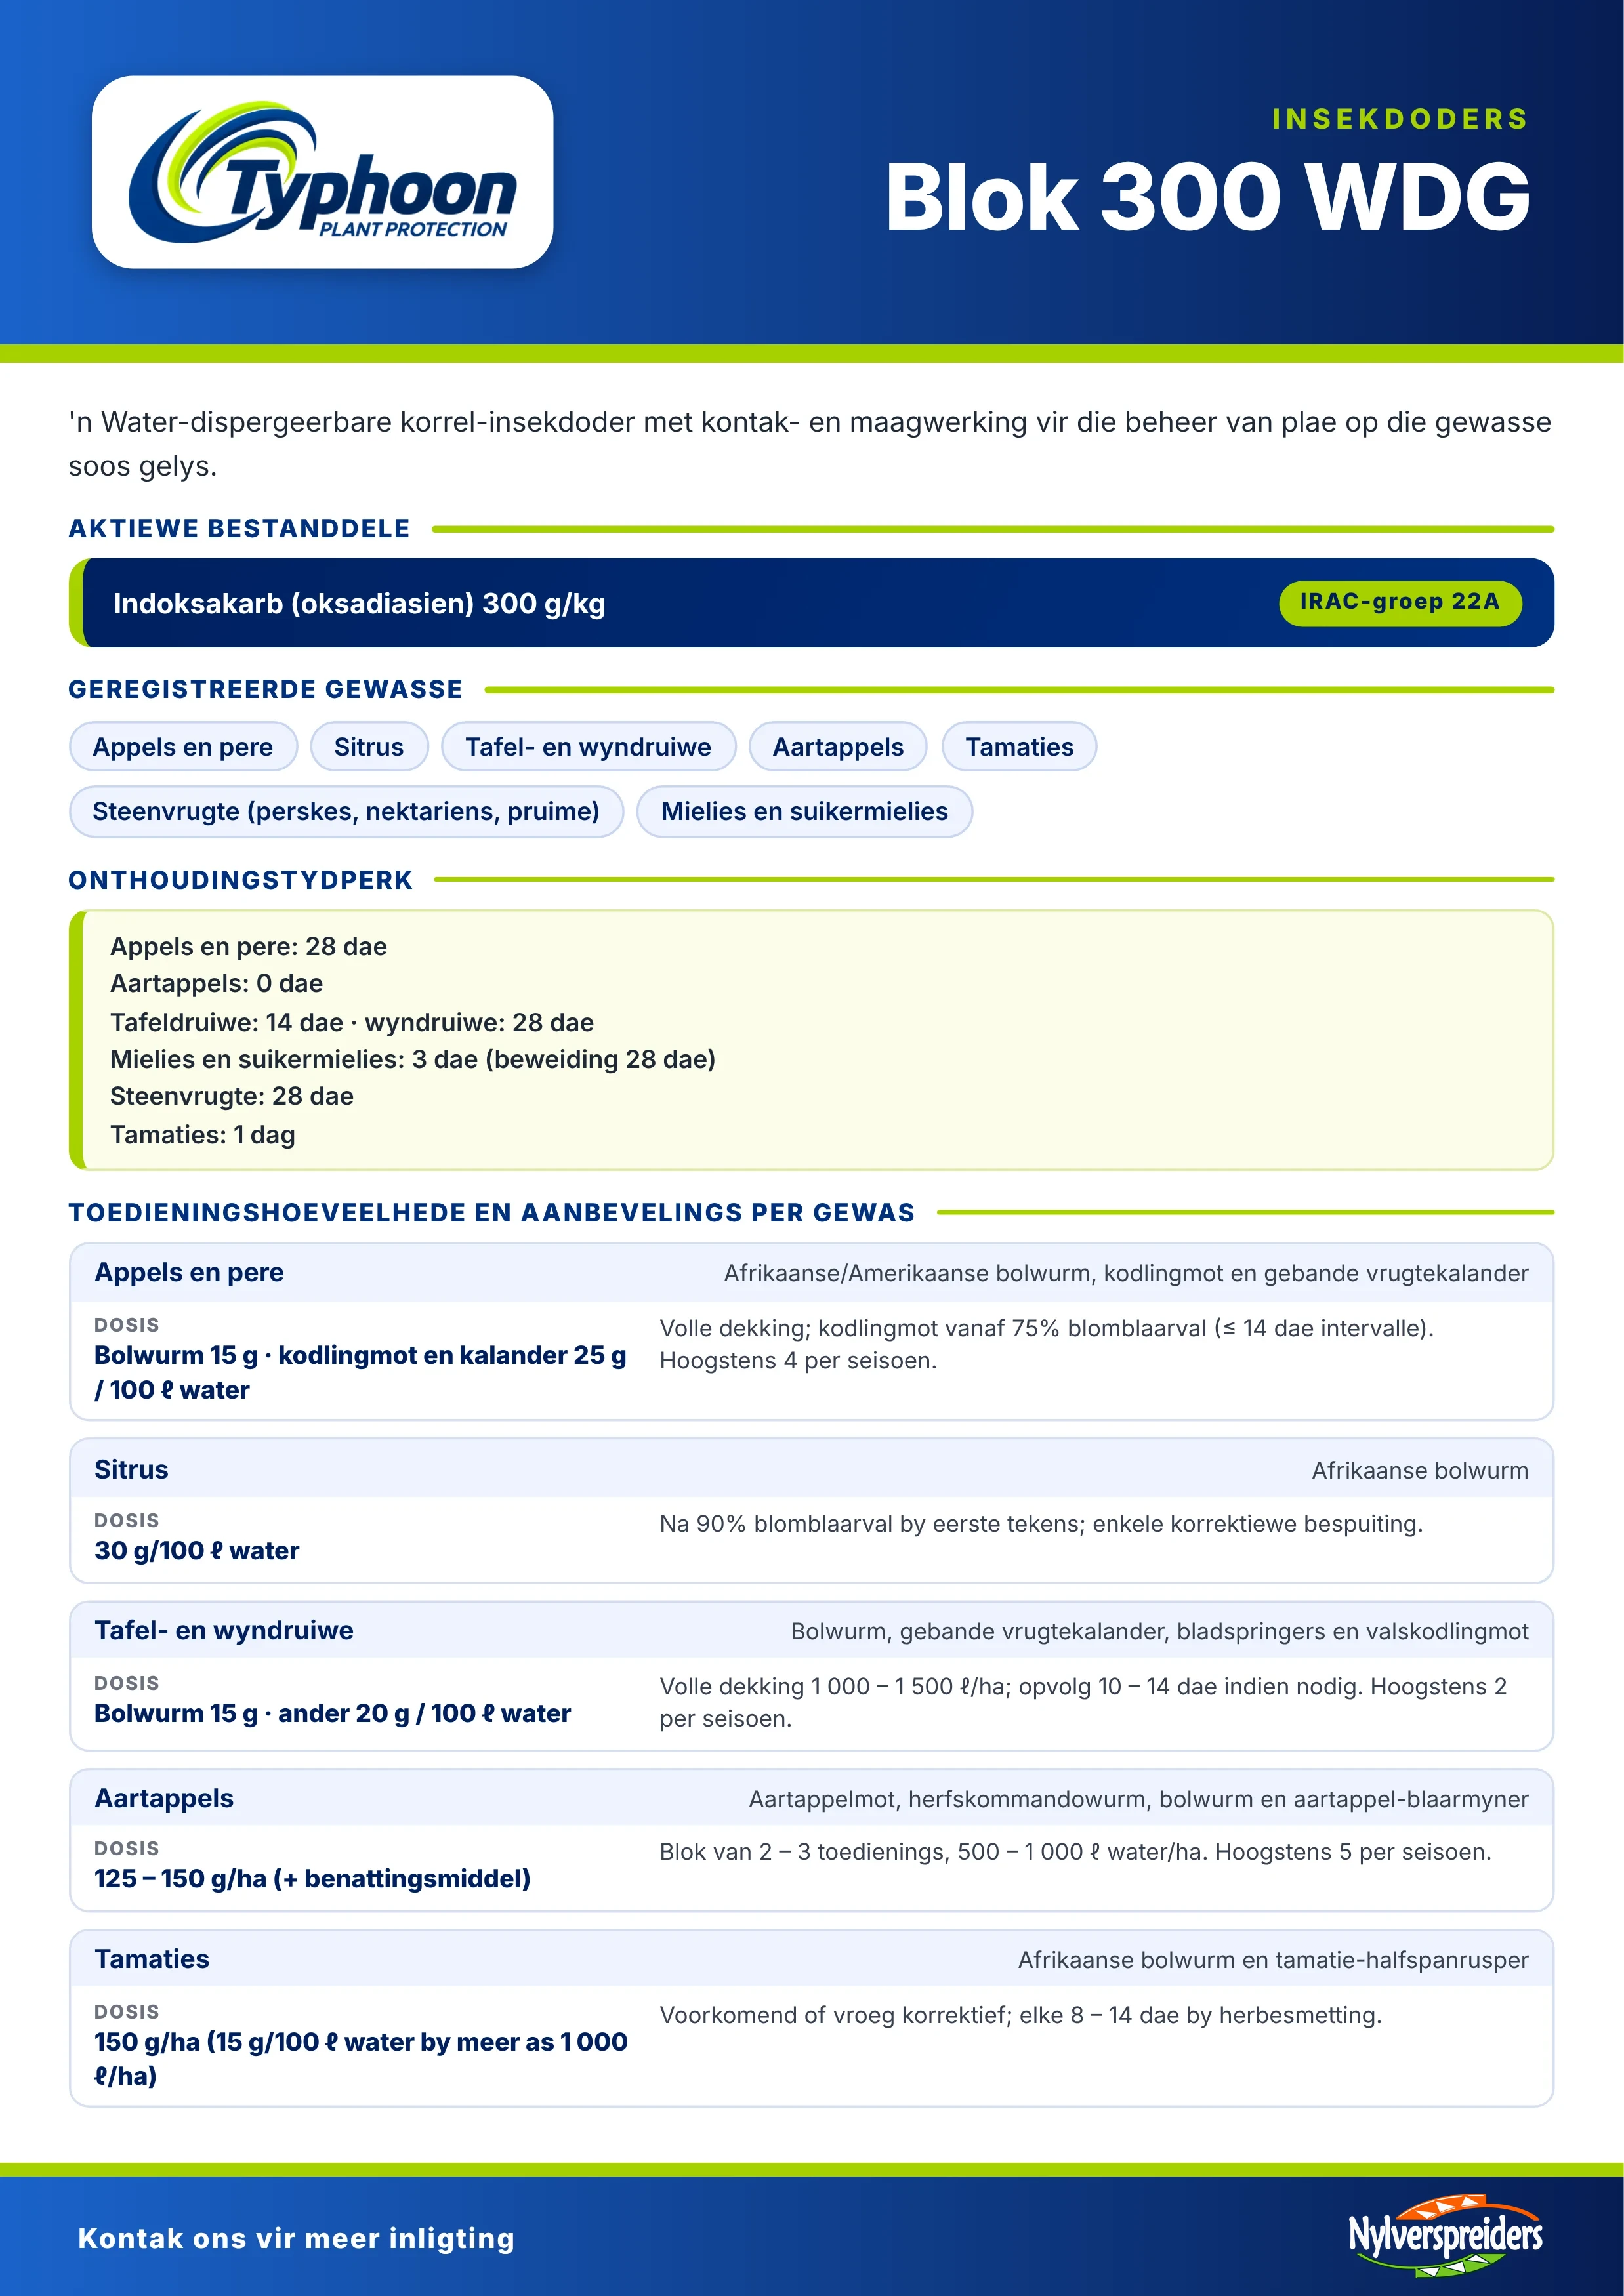 Typhoon
PLANT PROTECTION
INSEKDODERS
Blok 300 WDG
'n Water-dispergeerbare korrel-insekdoder met kontak- en maagwerking vir die beheer van plae op die gewasse
soos gelys.
AKTIEWE BESTANDDELE
Indoksakarb (oksadiasien) 300 g/kg
IRAC-groep 22A
GEREGISTREERDE GEWASSE
Appels en pere
Sitrus
Tafel- en wyndruiwe
Aartappels
Tamaties
Steenvrugte (perskes, nektariens, pruime)
Mielies en suikermielies
ONTHOUDINGSTYDPERK
Appels en pere: 28 dae
Aartappels: 0 dae
Tafeldruiwe: 14 dae · wyndruiwe: 28 dae
Mielies en suikermielies: 3 dae (beweiding 28 dae)
Steenvrugte: 28 dae
Tamaties: 1 dag
TOEDIENINGSHOEVEELHEDE EN AANBEVELINGS PER GEWAS
Appels en pere
Afrikaanse/Amerikaanse bolwurm, kodlingmot en gebande vrugtekalander
DOSIS
Bolwurm 15 g · kodlingmot en kalander 25 g
/ 100 ℓ water
Volle dekking; kodlingmot vanaf 75% blomblaarval (≤ 14 dae intervalle).
Hoogstens 4 per seisoen.
Sitrus
Afrikaanse bolwurm
DOSIS
30 g/100 ℓ water
Na 90% blomblaarval by eerste tekens; enkele korrektiewe bespuiting.
Tafel- en wyndruiwe
Bolwurm, gebande vrugtekalander, bladspringers en valskodlingmot
DOSIS
Bolwurm 15 g · ander 20 g / 100 ℓ water
Volle dekking 1 000 – 1 500 ℓ/ha; opvolg 10 – 14 dae indien nodig. Hoogstens 2
per seisoen.
Aartappels
Aartappelmot, herfskommandowurm, bolwurm en aartappel-blaarmyner
DOSIS
125 – 150 g/ha (+ benattingsmiddel)
Blok van 2 – 3 toedienings, 500 – 1 000 ℓ water/ha. Hoogstens 5 per seisoen.
Tamaties
Afrikaanse bolwurm en tamatie-halfspanrusper
DOSIS
150 g/ha (15 g/100 ℓ water by meer as 1 000
ℓ/ha)
Voorkomend of vroeg korrektief; elke 8 – 14 dae by herbesmetting.
Kontak ons vir meer inligting
Nylverspreiders